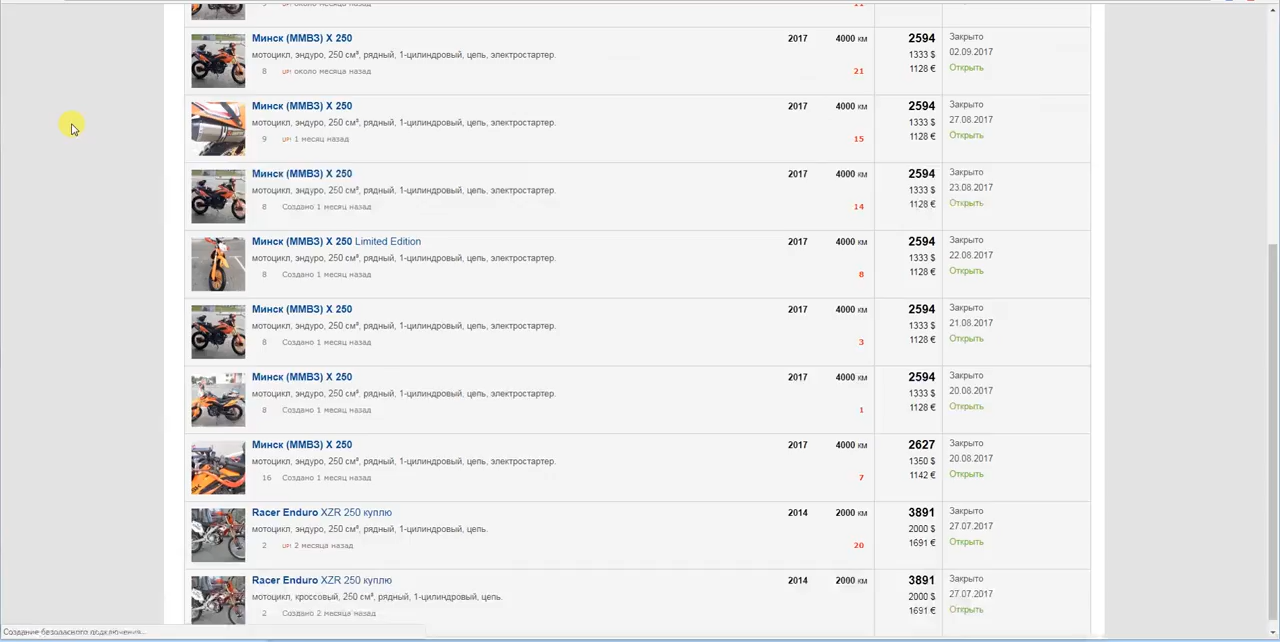 9 UP! около месяца назад 11
Минск (ММВЗ) X 250 2017 4000 км 2594 Закрыто
мотоцикл, эндуро, 250 см³, рядный, 1-цилиндровый, цепь, электростартер. 1333 $ 02.09.2017
8 UP! около месяца назад 21 1128 € Открыть
Минск (ММВЗ) X 250 2017 4000 км 2594 Закрыто
мотоцикл, эндуро, 250 см³, рядный, 1-цилиндровый, цепь, электростартер. 1333 $ 27.08.2017
9 UP! 1 месяц назад 15 1128 € Открыть
Минск (ММВЗ) X 250 2017 4000 км 2594 Закрыто
мотоцикл, эндуро, 250 см³, рядный, 1-цилиндровый, цепь, электростартер. 1333 $ 23.08.2017
8 Создано 1 месяц назад 14 1128 € Открыть
Минск (ММВЗ) X 250 Limited Edition 2017 4000 км 2594 Закрыто
мотоцикл, эндуро, 250 см³, рядный, 1-цилиндровый, цепь, электростартер. 1333 $ 22.08.2017
8 Создано 1 месяц назад 8 1128 € Открыть
Минск (ММВЗ) X 250 2017 4000 км 2594 Закрыто
мотоцикл, эндуро, 250 см³, рядный, 1-цилиндровый, цепь, электростартер. 1333 $ 21.08.2017
8 Создано 1 месяц назад 3 1128 € Открыть
Минск (ММВЗ) X 250 2017 4000 км 2594 Закрыто
мотоцикл, эндуро, 250 см³, рядный, 1-цилиндровый, цепь, электростартер. 1333 $ 20.08.2017
8 Создано 1 месяц назад 1 1128 € Открыть
Минск (ММВЗ) X 250 2017 4000 км 2627 Закрыто
мотоцикл, эндуро, 250 см³, рядный, 1-цилиндровый, цепь, электростартер. 1350 $ 20.08.2017
16 Создано 1 месяц назад 7 1142 € Открыть
Racer Enduro XZR 250 куплю 2014 2000 км 3891 Закрыто
мотоцикл, эндуро, 250 см³, рядный, 1-цилиндровый, цепь. 2000 $ 27.07.2017
2 UP! 2 месяца назад 20 1691 € Открыть
Racer Enduro XZR 250 куплю 2014 2000 км 3891 Закрыто
мотоцикл, кроссовый, 250 см³, рядный, 1-цилиндровый, цепь. 2000 $ 27.07.2017
2 Создано 2 месяца назад 1691 € Открыть
Создание безопасного подключения...